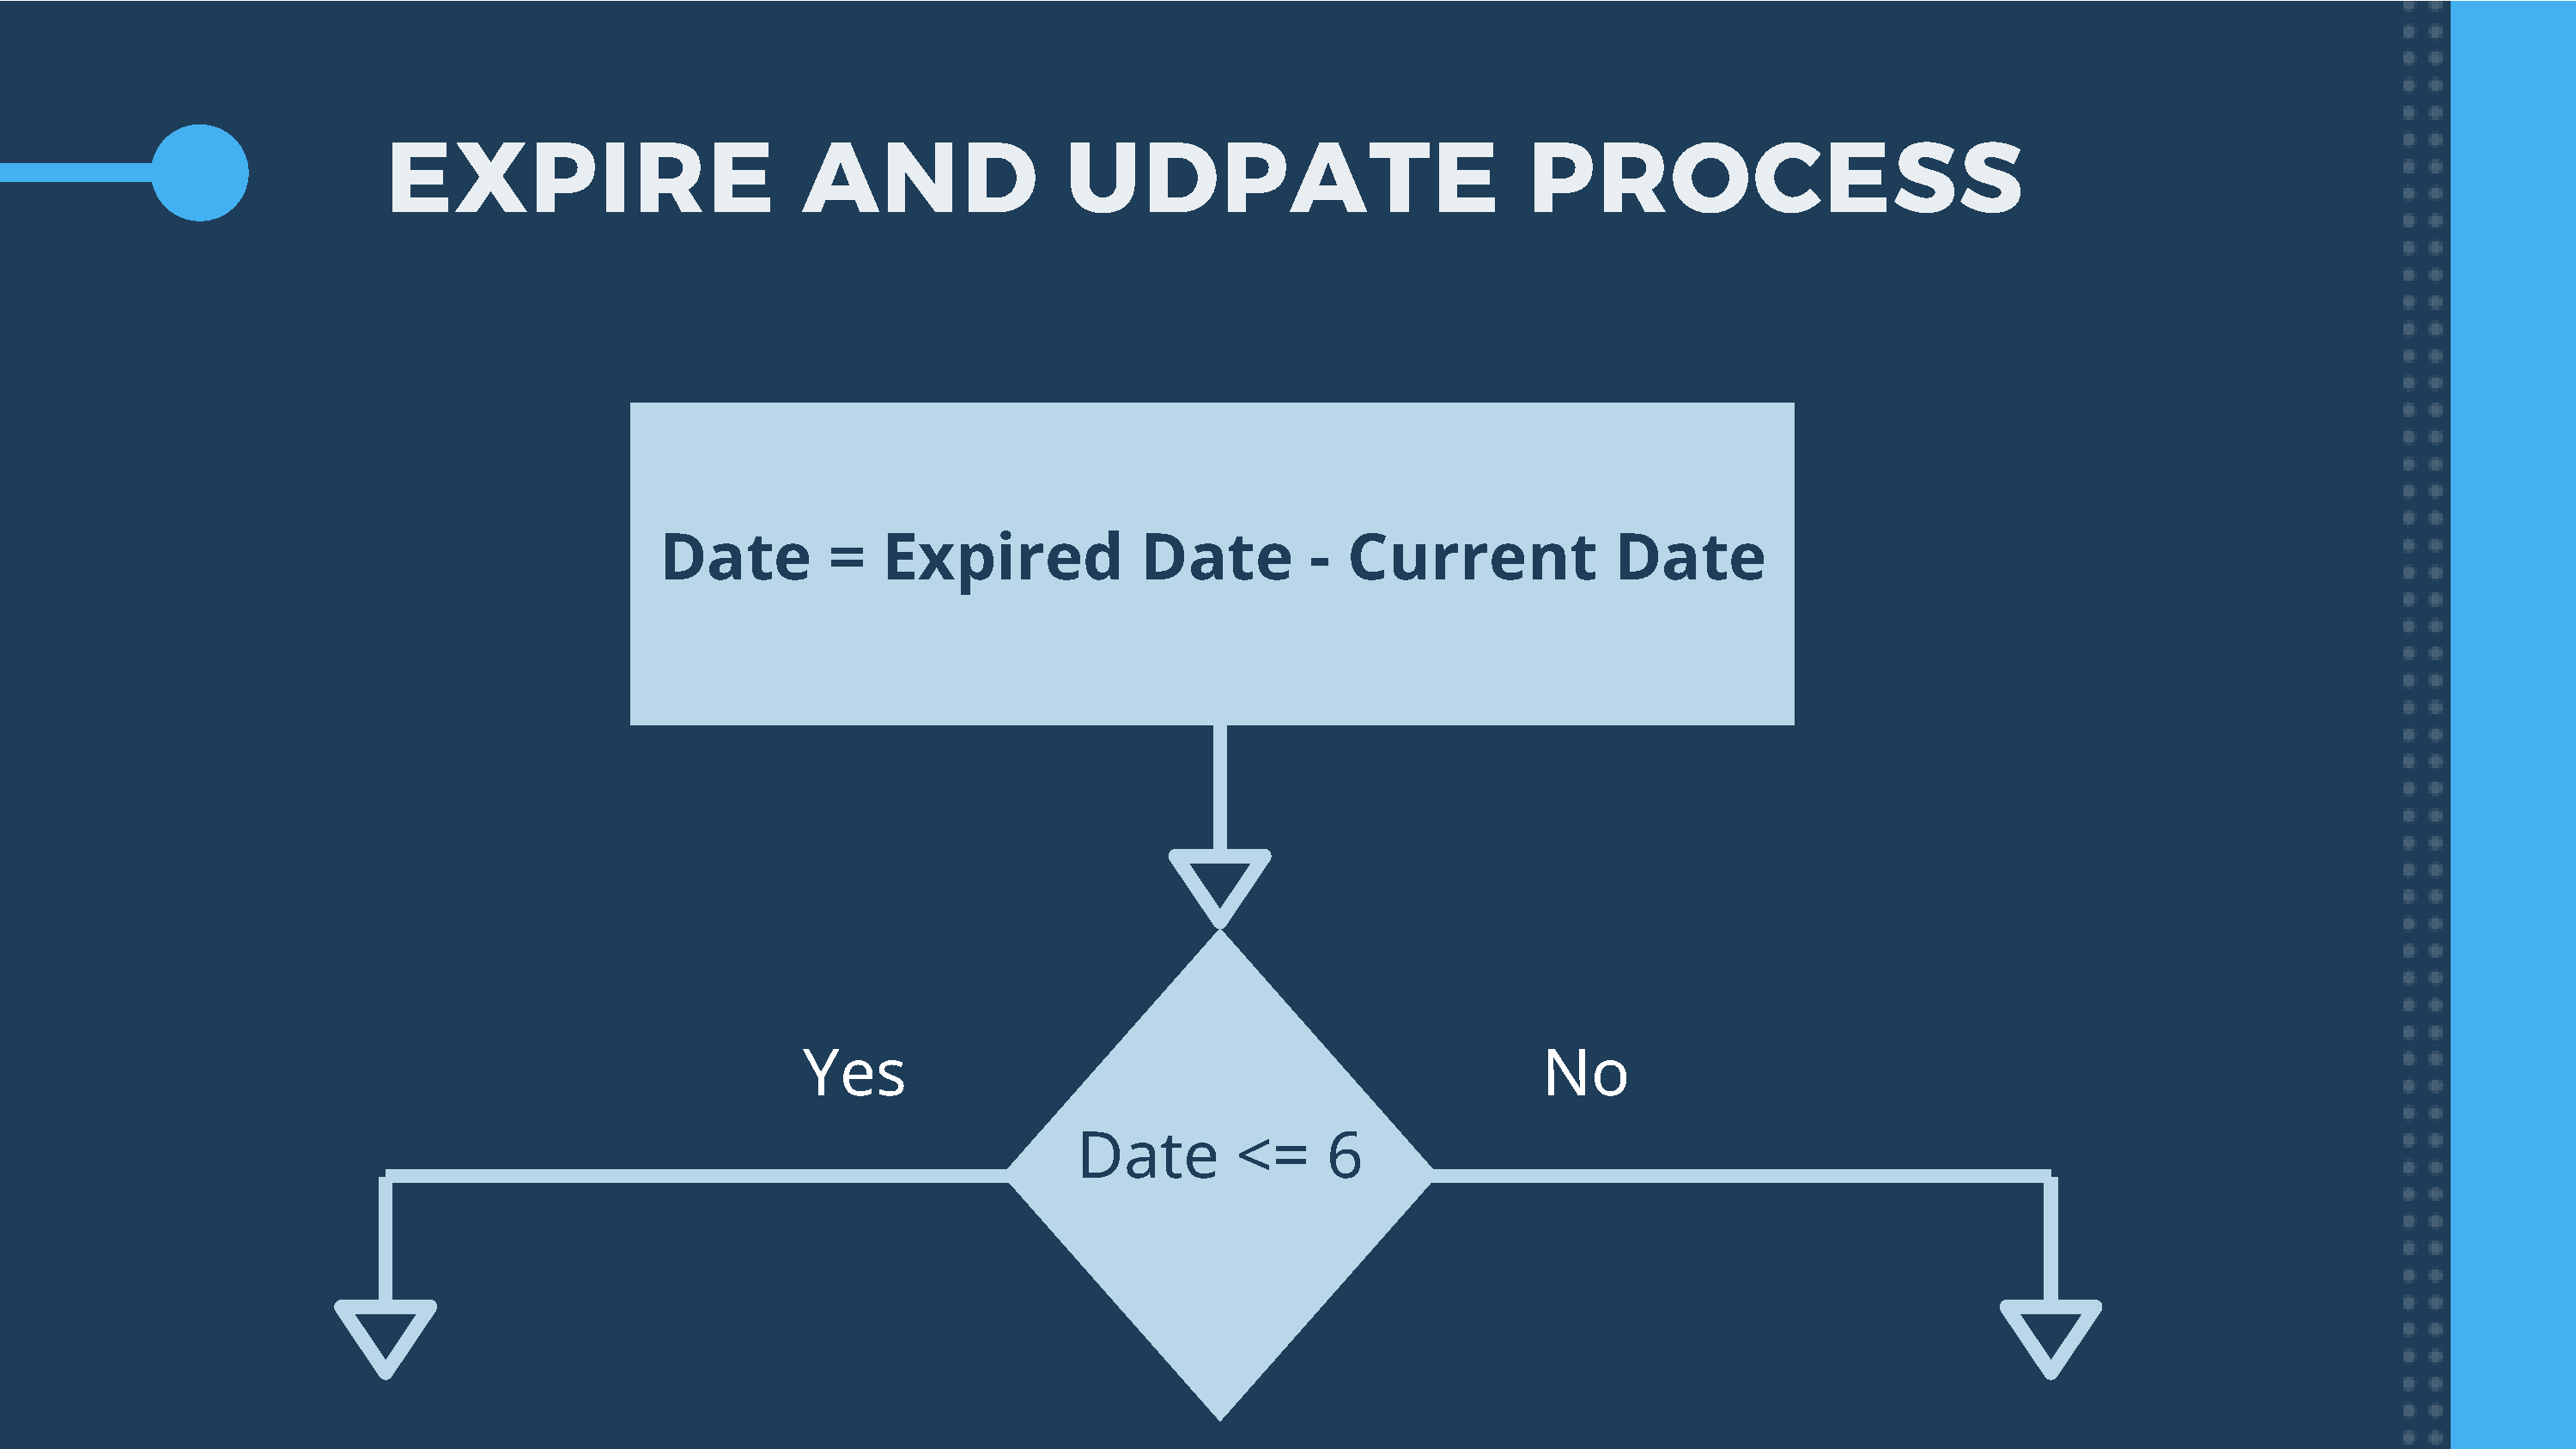 EXPIRE AND UDPATE PROCESS
Date = Expired Date - Current Date
Yes
No
Date <= 6